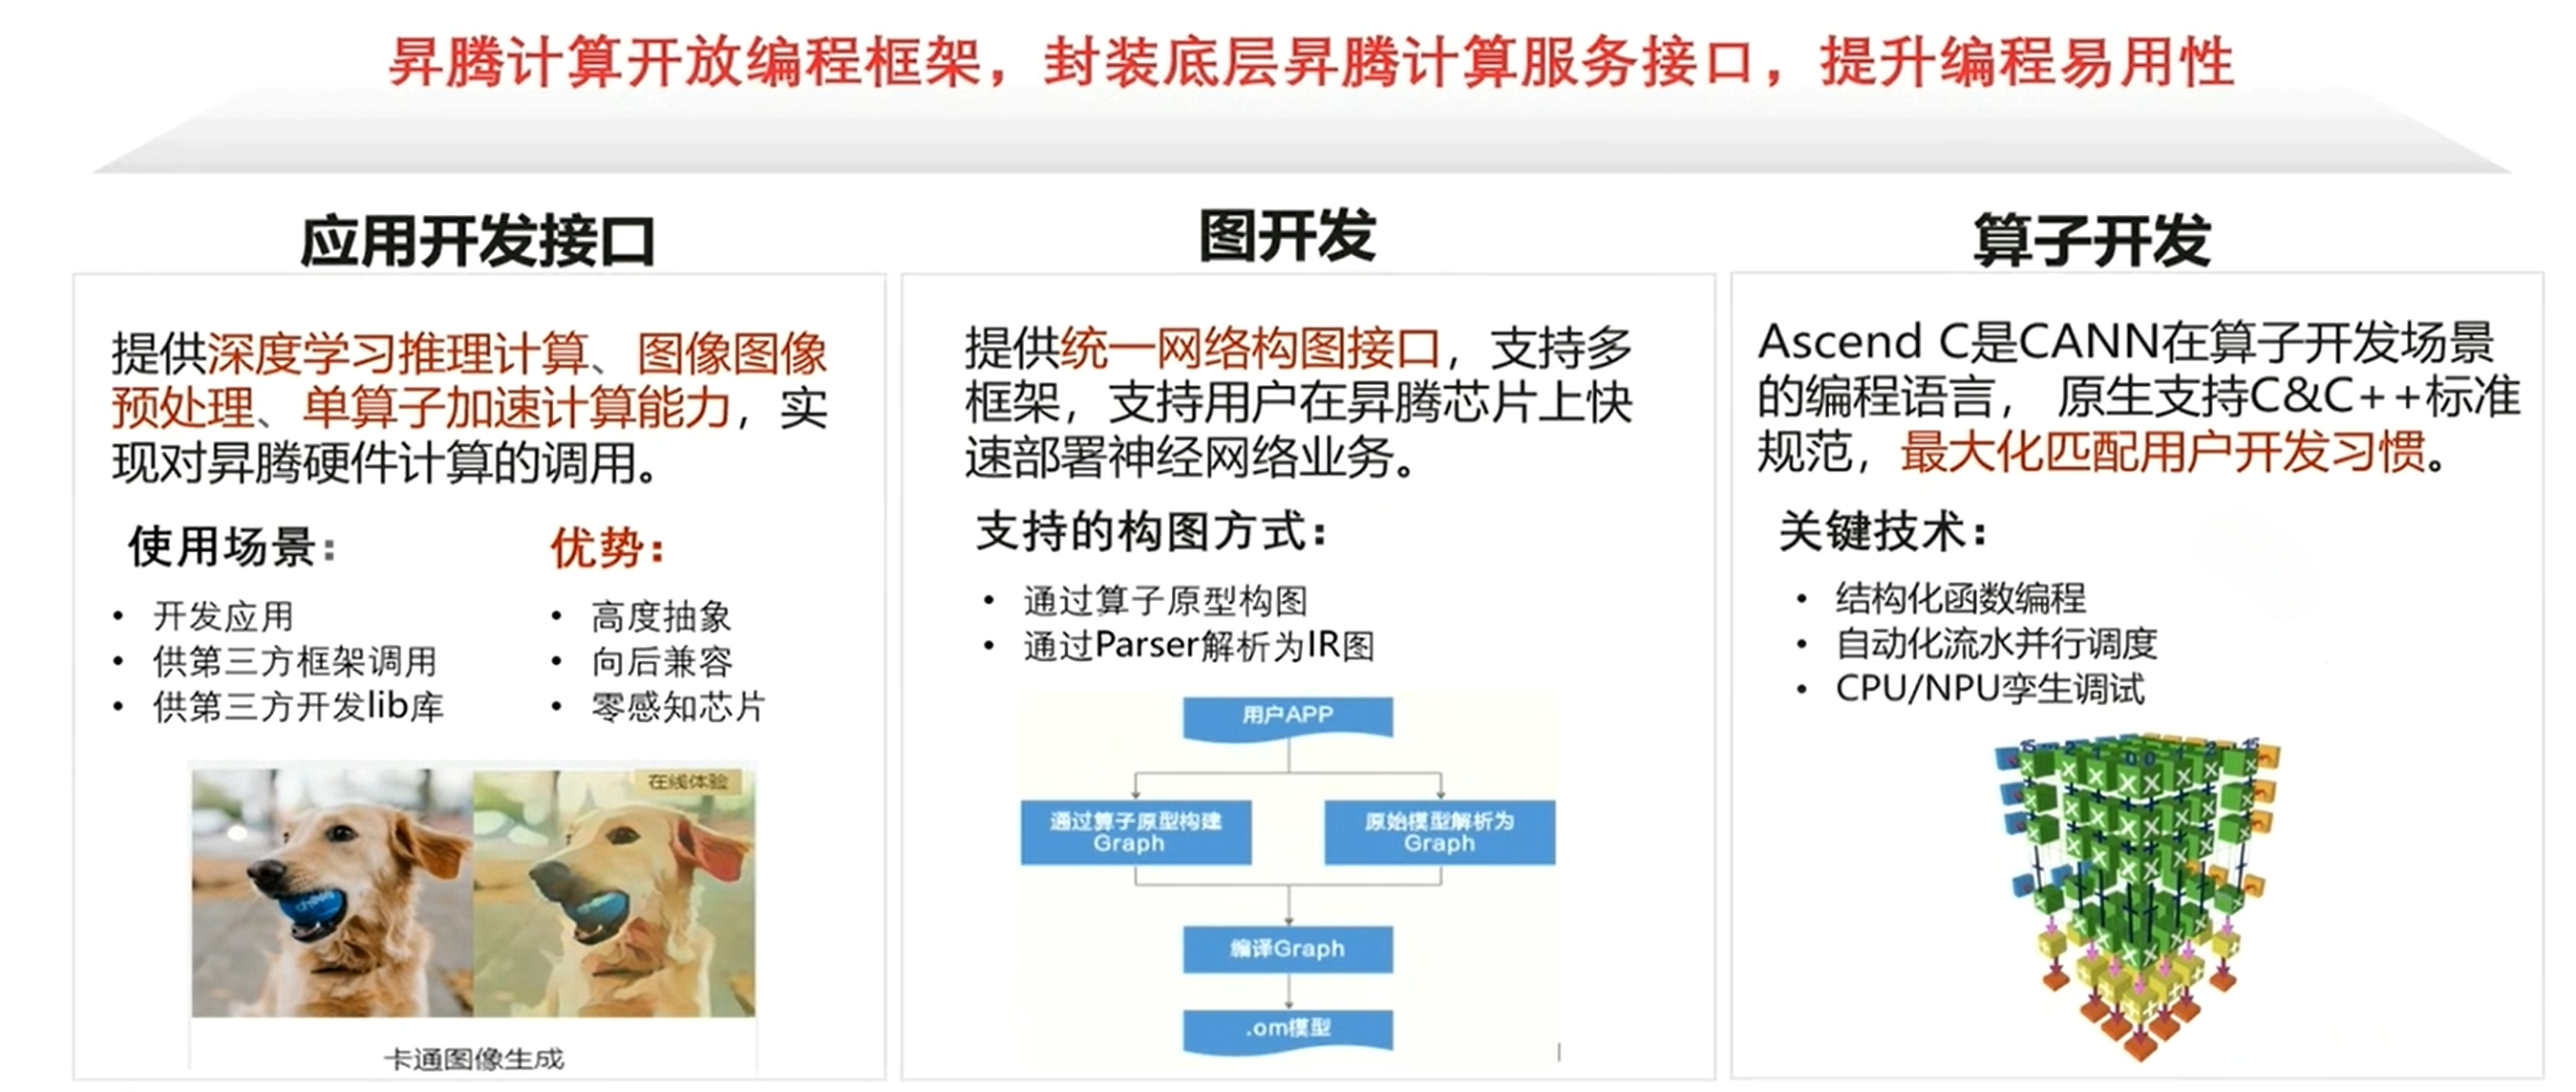 昇腾计算开放编程框架，封装底层昇腾计算服务接口，提升编程易用性
应用开发接口
提供深度学习推理计算、图像图像
预处理、单算子加速计算能力，实
现对昇腾硬件计算的调用。
使用场景：
开发应用
供第三方框架调用
供第三方开发lib库
优势：
高度抽象
向后兼容
零感知芯片
在线体验
卡通图像生成
图开发
提供统一网络构图接口，支持多
框架，支持用户在昇腾芯片上快
速部署神经网络业务。
支持的构图方式：
通过算子原型构图
通过Parser解析为IR图
用户APP
通过算子原型构建
Graph
原始模型解析为
Graph
编译Graph
.om模型
算子开发
Ascend C是CANN在算子开发场景
的编程语言， 原生支持C&C++标准
规范，最大化匹配用户开发习惯。
关键技术：
结构化函数编程
自动化流水并行调度
CPU/NPU孪生调试